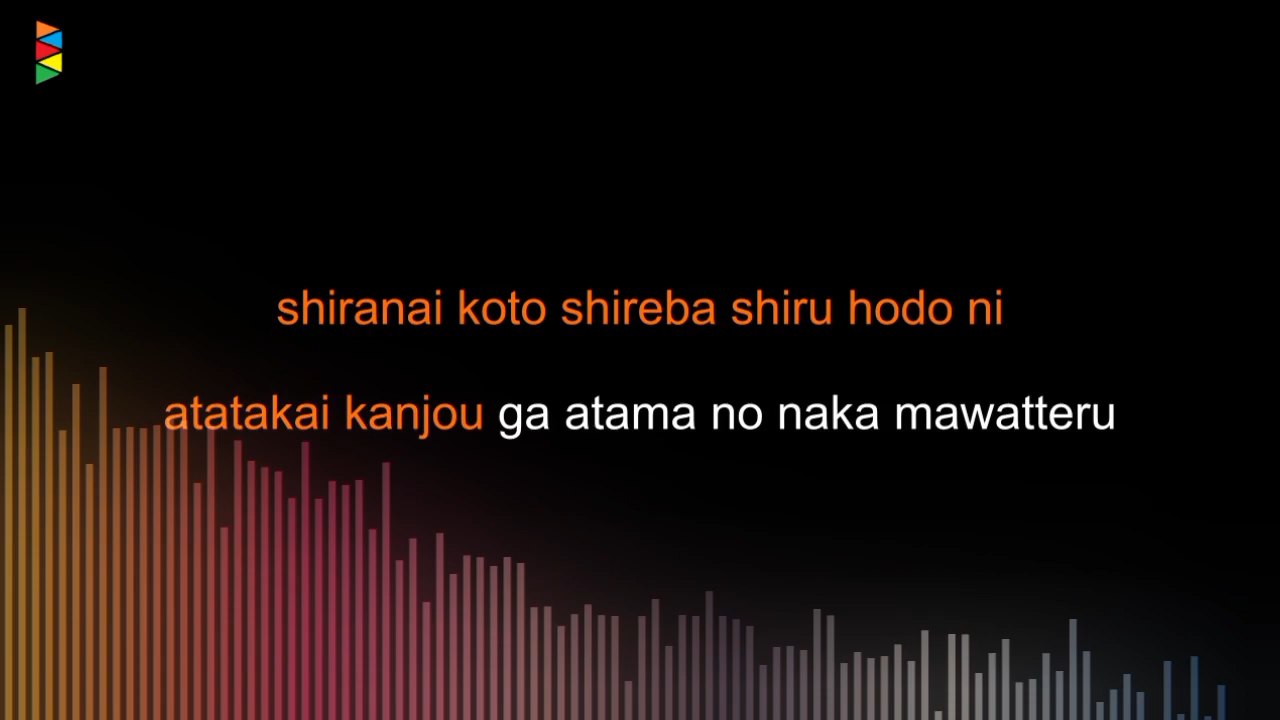 shiranai koto shireba shiru hodo ni
atatakai kanjou ga atama no naka mawatteru